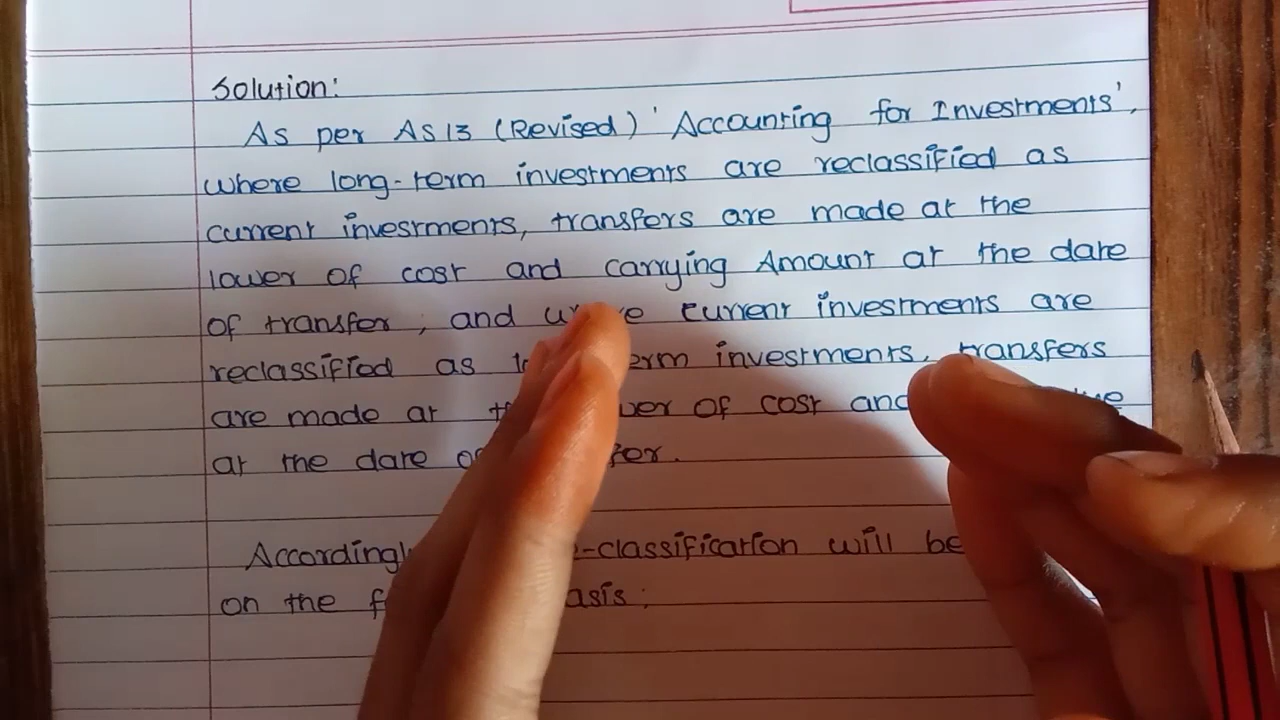 Solution:
As per AS 13 (Revised) 'Accounting for Investments',
where long-term investments are reclassified as
current investments, transfers are made at the
lower of cost and carrying Amount at the date
of transfer, and current investments are
reclassified as investments, transfers
are made at of cost and
at the date
-classification will be
on the